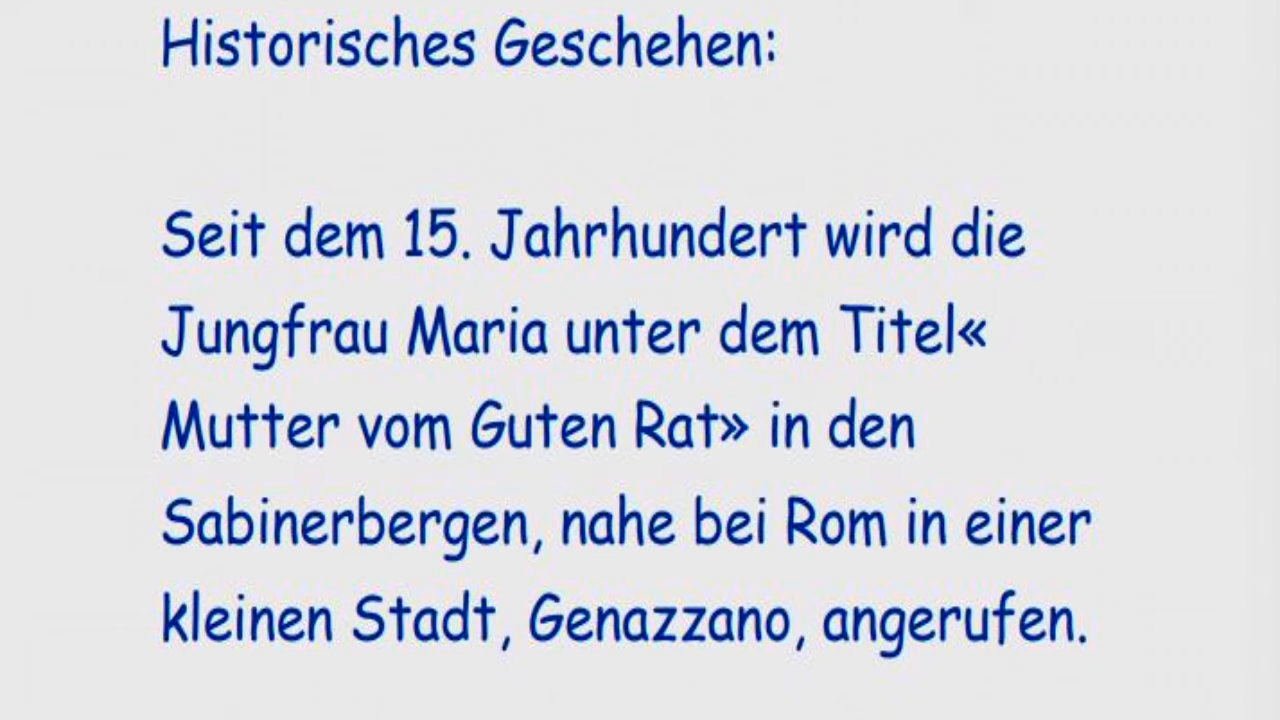 Historisches Geschehen:
Seit dem 15. Jahrhundert wird die
Jungfrau Maria unter dem Titel«
Mutter vom Guten Rat» in den
Sabinerbergen, nahe bei Rom in einer
kleinen Stadt, Genazzano, angerufen.